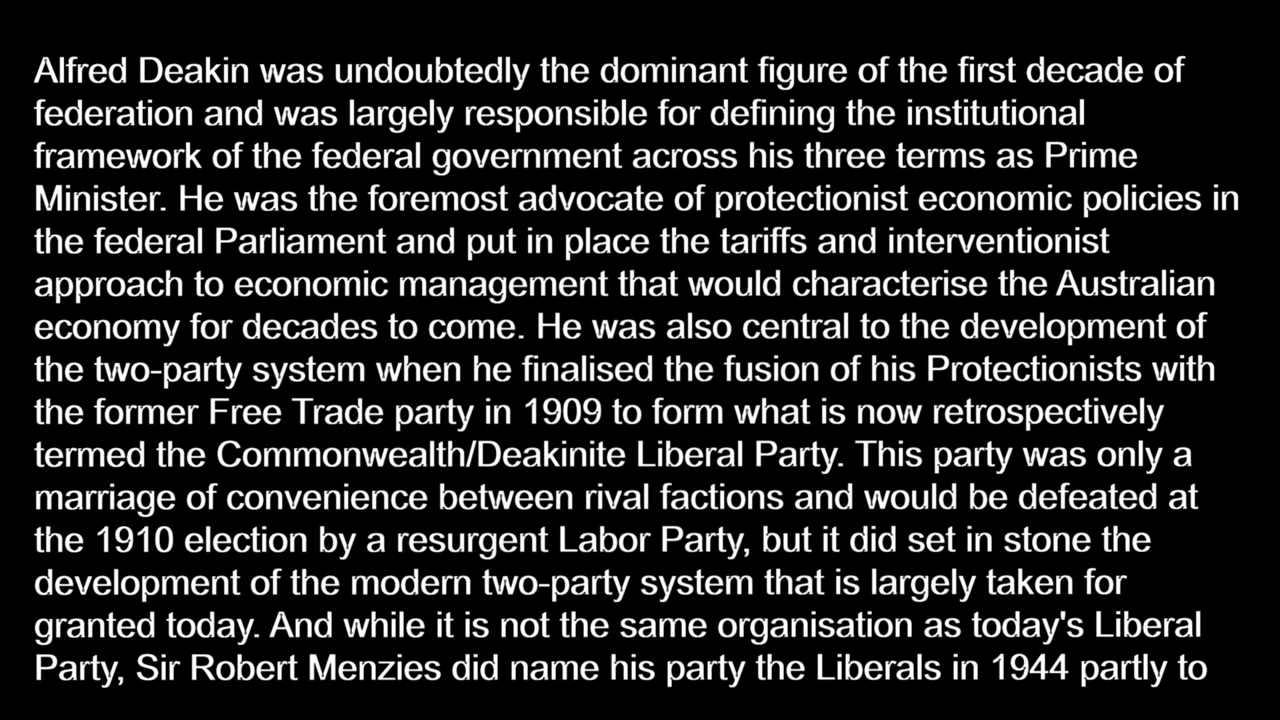 Alfred Deakin was undoubtedly the dominant figure of the first decade of
federation and was largely responsible for defining the institutional
framework of the federal government across his three terms as Prime
Minister. He was the foremost advocate of protectionist economic policies in
the federal Parliament and put in place the tariffs and interventionist
approach to economic management that would characterise the Australian
economy for decades to come. He was also central to the development of
the two-party system when he finalised the fusion of his Protectionists with
the former Free Trade party in 1909 to form what is now retrospectively
termed the Commonwealth/Deakinite Liberal Party. This party was only a
marriage of convenience between rival factions and would be defeated at
the 1910 election by a resurgent Labor Party, but it did set in stone the
development of the modern two-party system that is largely taken for
granted today. And while it is not the same organisation as today's Liberal
Party, Sir Robert Menzies did name his party the Liberals in 1944 partly to